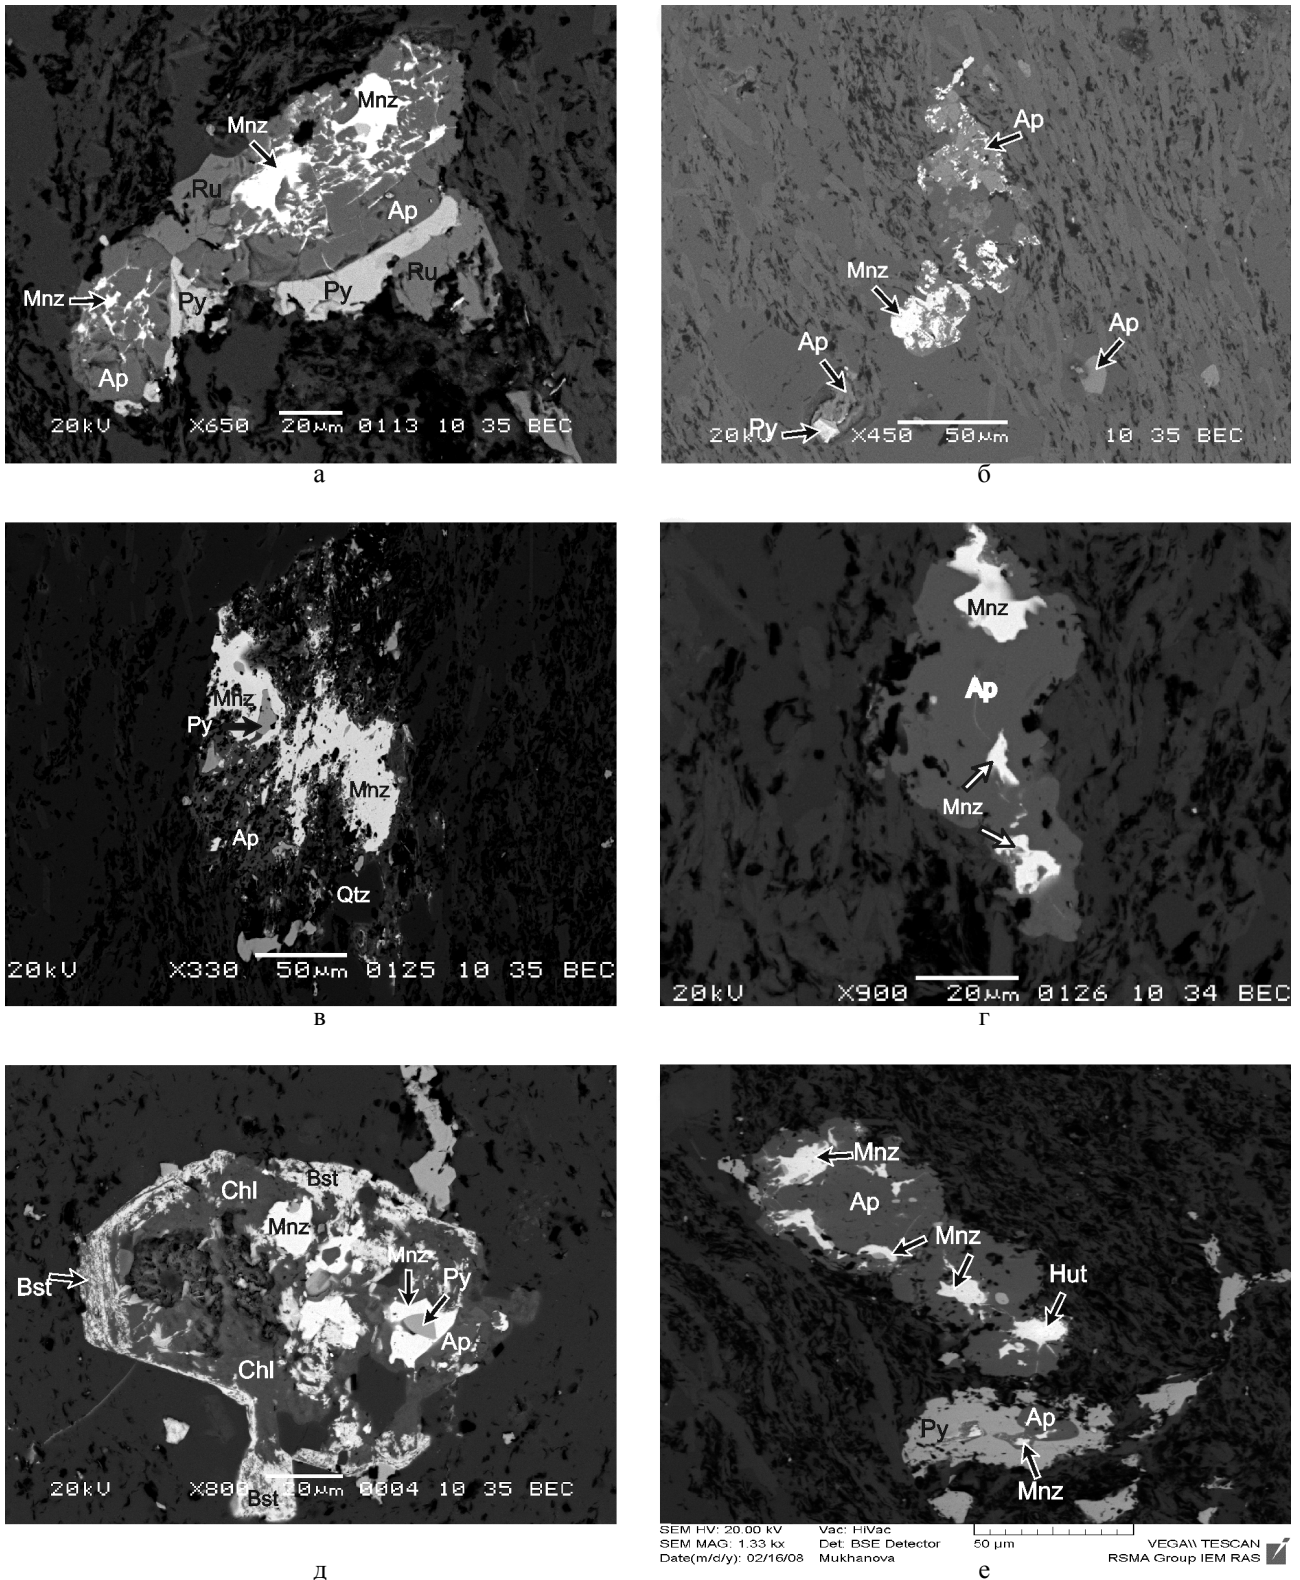 Mnz
Mnz
Ru
Ap
Ru
Mnz
Py
Py
Ap
20kV X650 20µm 0113 10 35 BEC
а
Ap
Mnz
Ap
Ap
Py
20kV X450 50µm 10 35 BEC
б
Mnz
Py
Mnz
Ap
Qtz
20kV X330 50µm 0125 10 35 BEC
в
Mnz
Ap
Mnz
20kV X900 20µm 0126 10 34 BEC
г
Bst
Chl
Mnz
Mnz
Py
Bst
Ap
Chl
20kV X800 20µm 0004 10 35 BEC
Bst
д
Mnz
Ap
Mnz
Hut
Ap
Py
Mnz
SEM HV: 20.00 kV Vac: HiVac
SEM MAG: 1.33 kx Det: BSE Detector 50 µm VEGA\\ TESCAN
Date(m/d/y): 02/16/08 Mukhanova RSMA Group IEM RAS
е